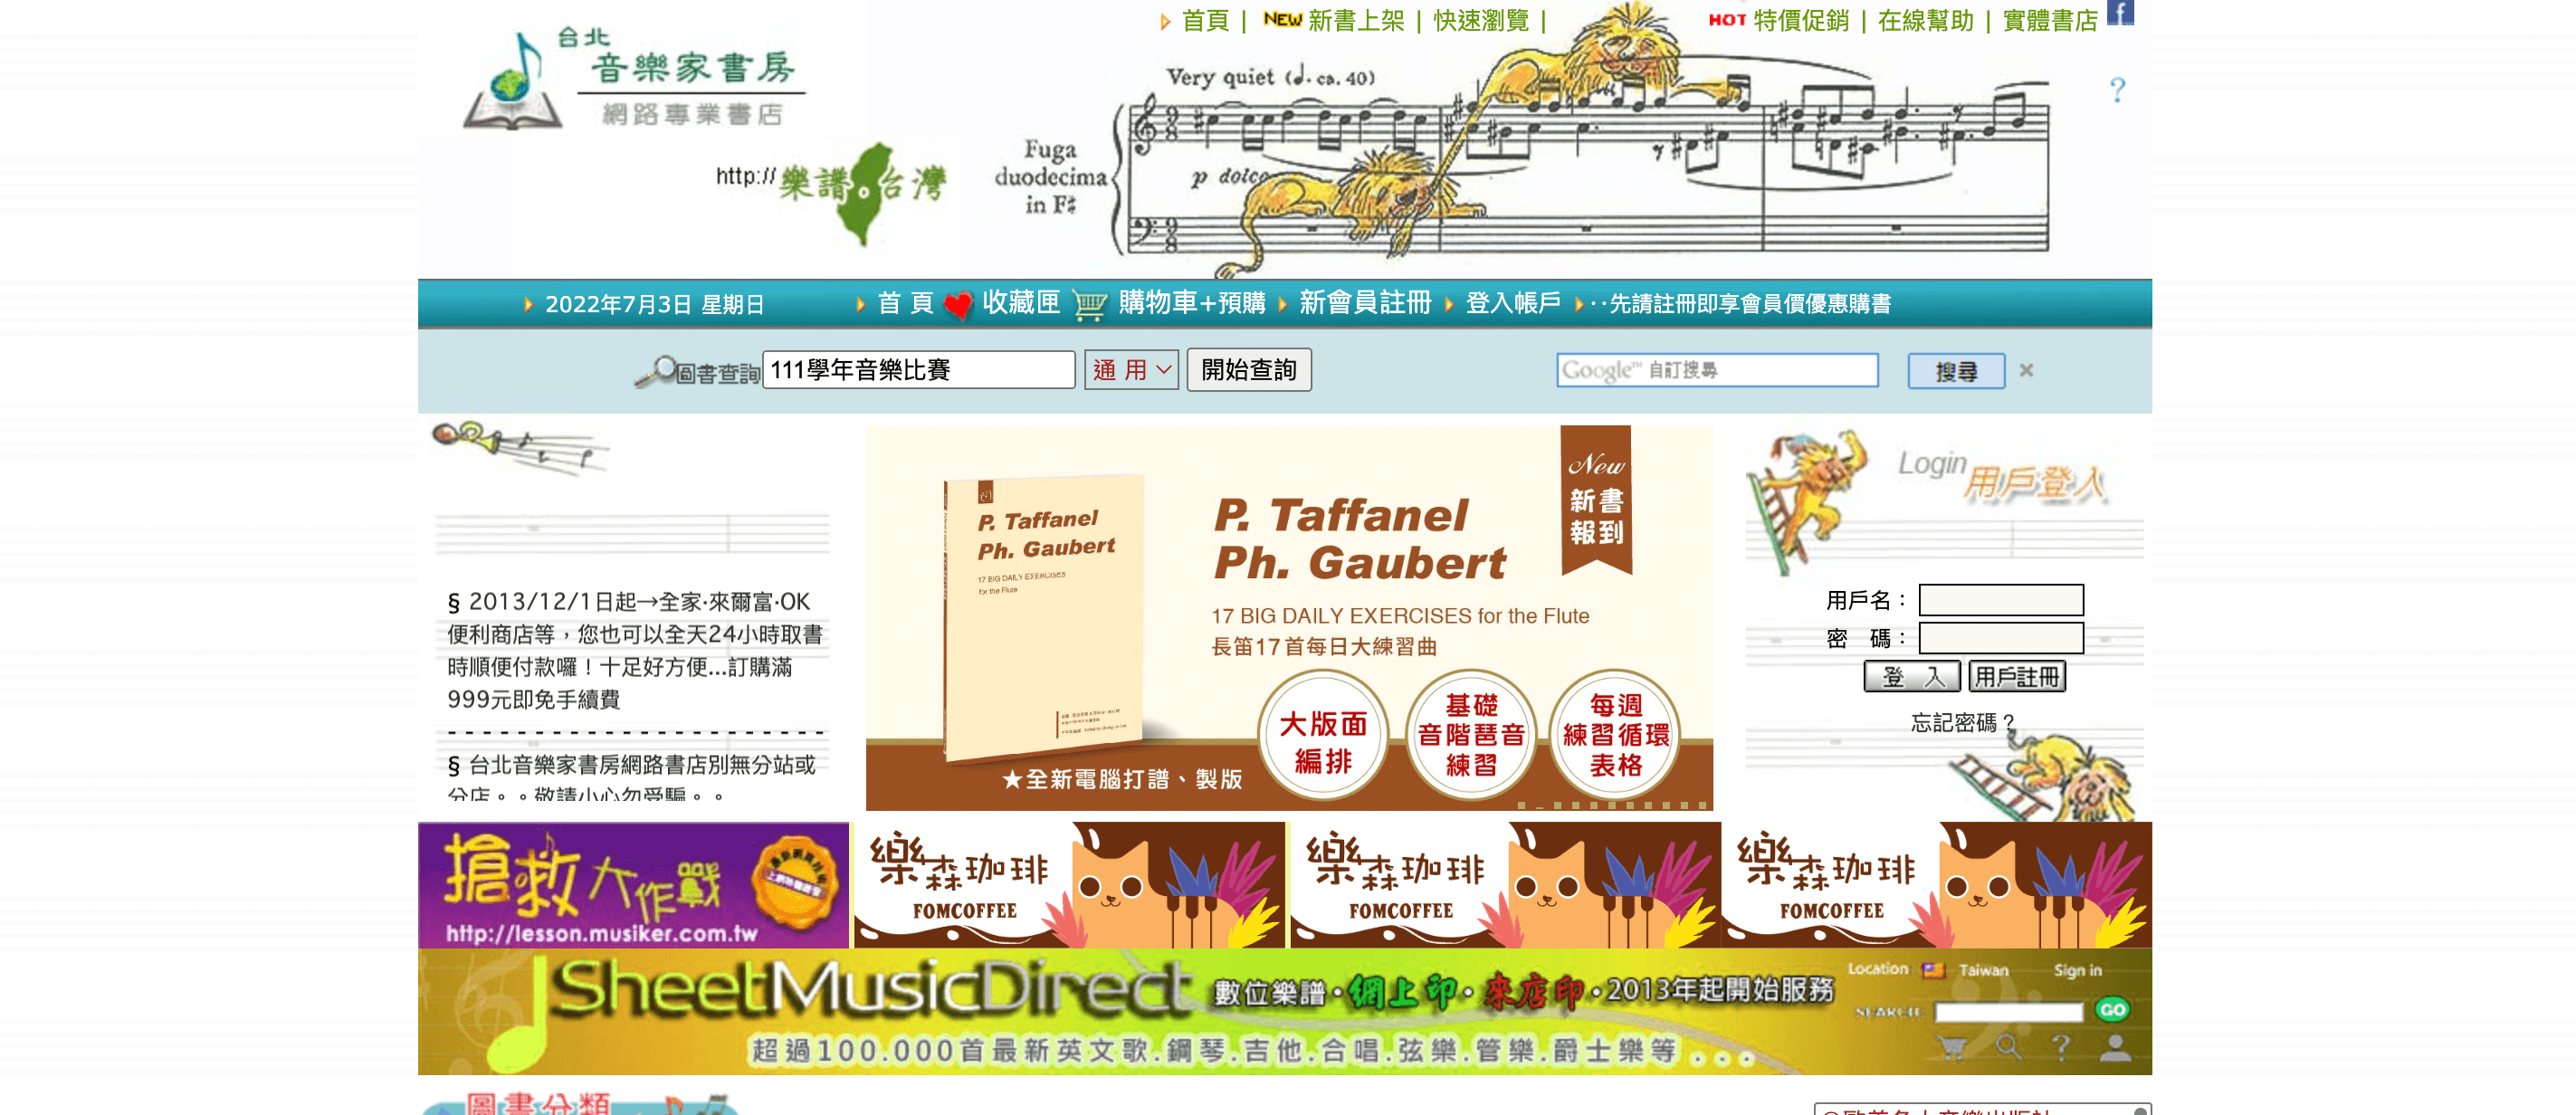 首頁 | NEW 新書上架 | 快速瀏覽 |
HOT 特價促銷 | 在線幫助 | 實體書店
f
台北
音樂家書房
網路專業書店
http://樂譜.台灣
Very quiet (♩. ca. 40)
Fuga
duodecima
in F♯
p dolce
?
2022年7月3日 星期日
首 頁 收藏匣 購物車+預購 新會員註冊 登入帳戶 ‥先請註冊即享會員價優惠購書
圖書查詢 111學年音樂比賽 通 用 開始查詢
Google™ 自訂搜尋 搜尋 ×
§ 2013/12/1日起→全家‧來爾富‧OK
便利商店等，您也可以全天24小時取書
時順便付款囉！十足好方便...訂購滿
999元即免手續費
§ 台北音樂家書房網路書店別無分站或
分店。。敬請小心勿受騙。。
P. Taffanel
Ph. Gaubert
17 BIG DAILY EXERCISES
for the Flute
New
新書
報到
P. Taffanel
Ph. Gaubert
17 BIG DAILY EXERCISES for the Flute
長笛17首每日大練習曲
大版面
編排
基礎
音階琶音
練習
每週
練習循環
表格
★全新電腦打譜、製版
Login 用戶登入
用戶名：
密　碼：
登　入 用戶註冊
忘記密碼？
搶救大作戰
http://lesson.musiker.com.tw
樂森珈琲
FOMCOFFEE
樂森珈琲
FOMCOFFEE
樂森珈琲
FOMCOFFEE
SheetMusicDirect 數位樂譜•網上印•來店印•2013年起開始服務
Location Taiwan Sign in
SEARCH: GO
超過100.000首最新英文歌.鋼琴.吉他.合唱.弦樂.管樂.爵士樂等...
圖書分類